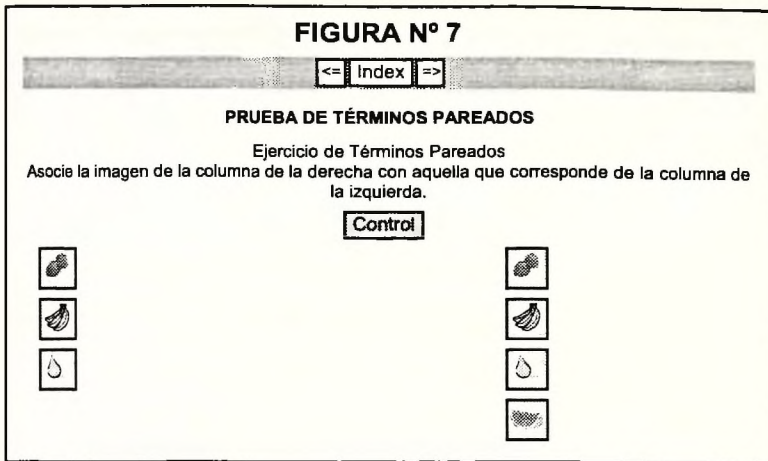 FIGURA Nº 7
<= Index =>
PRUEBA DE TÉRMINOS PAREADOS
Ejercicio de Términos Pareados
Asocie la imagen de la columna de la derecha con aquella que corresponde de la columna de
la izquierda.
Control